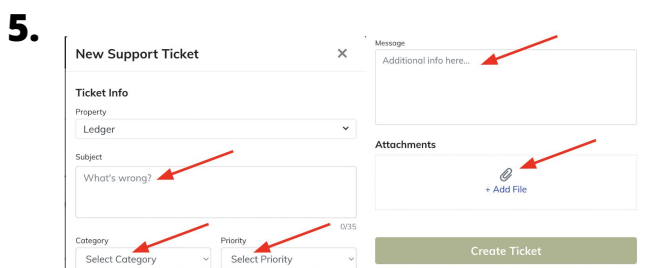 5.
New Support Ticket
Ticket Info
Property
Ledger
Subject
What's wrong?
0/35
Category Priority
Select Category Select Priority
Message
Additional info here...
Attachments
+ Add File
Create Ticket